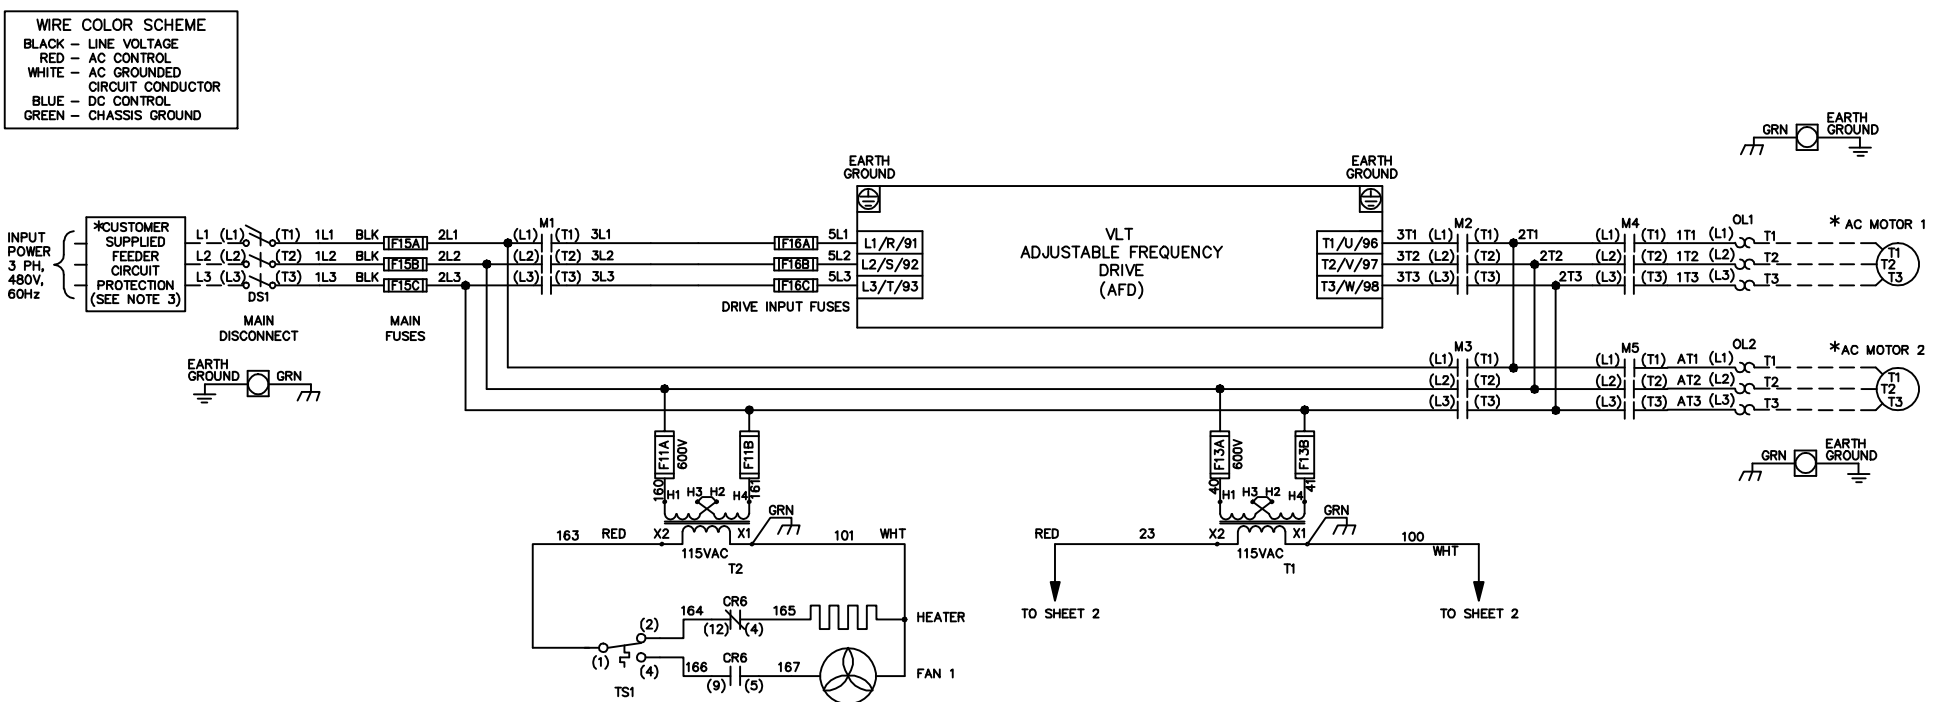 WIRE COLOR SCHEME
BLACK – LINE VOLTAGE
RED – AC CONTROL
WHITE – AC GROUNDED
CIRCUIT CONDUCTOR
BLUE – DC CONTROL
GREEN – CHASSIS GROUND
INPUT
POWER
3 PH,
480V,
60Hz
*CUSTOMER
SUPPLIED
FEEDER
CIRCUIT
PROTECTION
(SEE NOTE 3)
L1 (L1) (T1) 1L1 BLK F15A 2L1 (L1) M1 (T1) 3L1 F16A 5L1
L2 (L2) (T2) 1L2 BLK F15B 2L2 (L2) (T2) 3L2 F16B 5L2
L3 (L3) (T3) 1L3 BLK F15C 2L3 (L3) (T3) 3L3 F16C 5L3
DS1
MAIN
DISCONNECT
MAIN
FUSES
DRIVE INPUT FUSES
EARTH
GROUND
GRN
EARTH
GROUND
L1/R/91
L2/S/92
L3/T/93
VLT
ADJUSTABLE FREQUENCY
DRIVE
(AFD)
EARTH
GROUND
T1/U/96
T2/V/97
T3/W/98
GRN
EARTH
GROUND
M2 M4 OL1
3T1 (L1) (T1) 2T1 (L1) (T1) 1T1 (L1) T1
3T2 (L2) (T2) 2T2 (L2) (T2) 1T2 (L2) T2
3T3 (L3) (T3) 2T3 (L3) (T3) 1T3 (L3) T3
* AC MOTOR 1
T1
T2
T3
M3 M5 OL2
(L1) (T1) (L1) (T1) AT1 (L1) T1
(L2) (T2) (L2) (T2) AT2 (L2) T2
(L3) (T3) (L3) (T3) AT3 (L3) T3
*AC MOTOR 2
T1
T2
T3
GRN
EARTH
GROUND
F11A
600V
F11B
160
161
H1 H3 H2 H4
GRN
163 RED X2 X1 101 WHT
115VAC
T2
164 CR6 165
(12) (4)
HEATER
(2)
(1)
(4)
TS1
166 CR6 167
(9) (5)
FAN 1
F13A
600V
F13B
40
41
H1 H3 H2 H4
GRN
RED 23 X2 X1 100 WHT
115VAC
T1
TO SHEET 2
TO SHEET 2